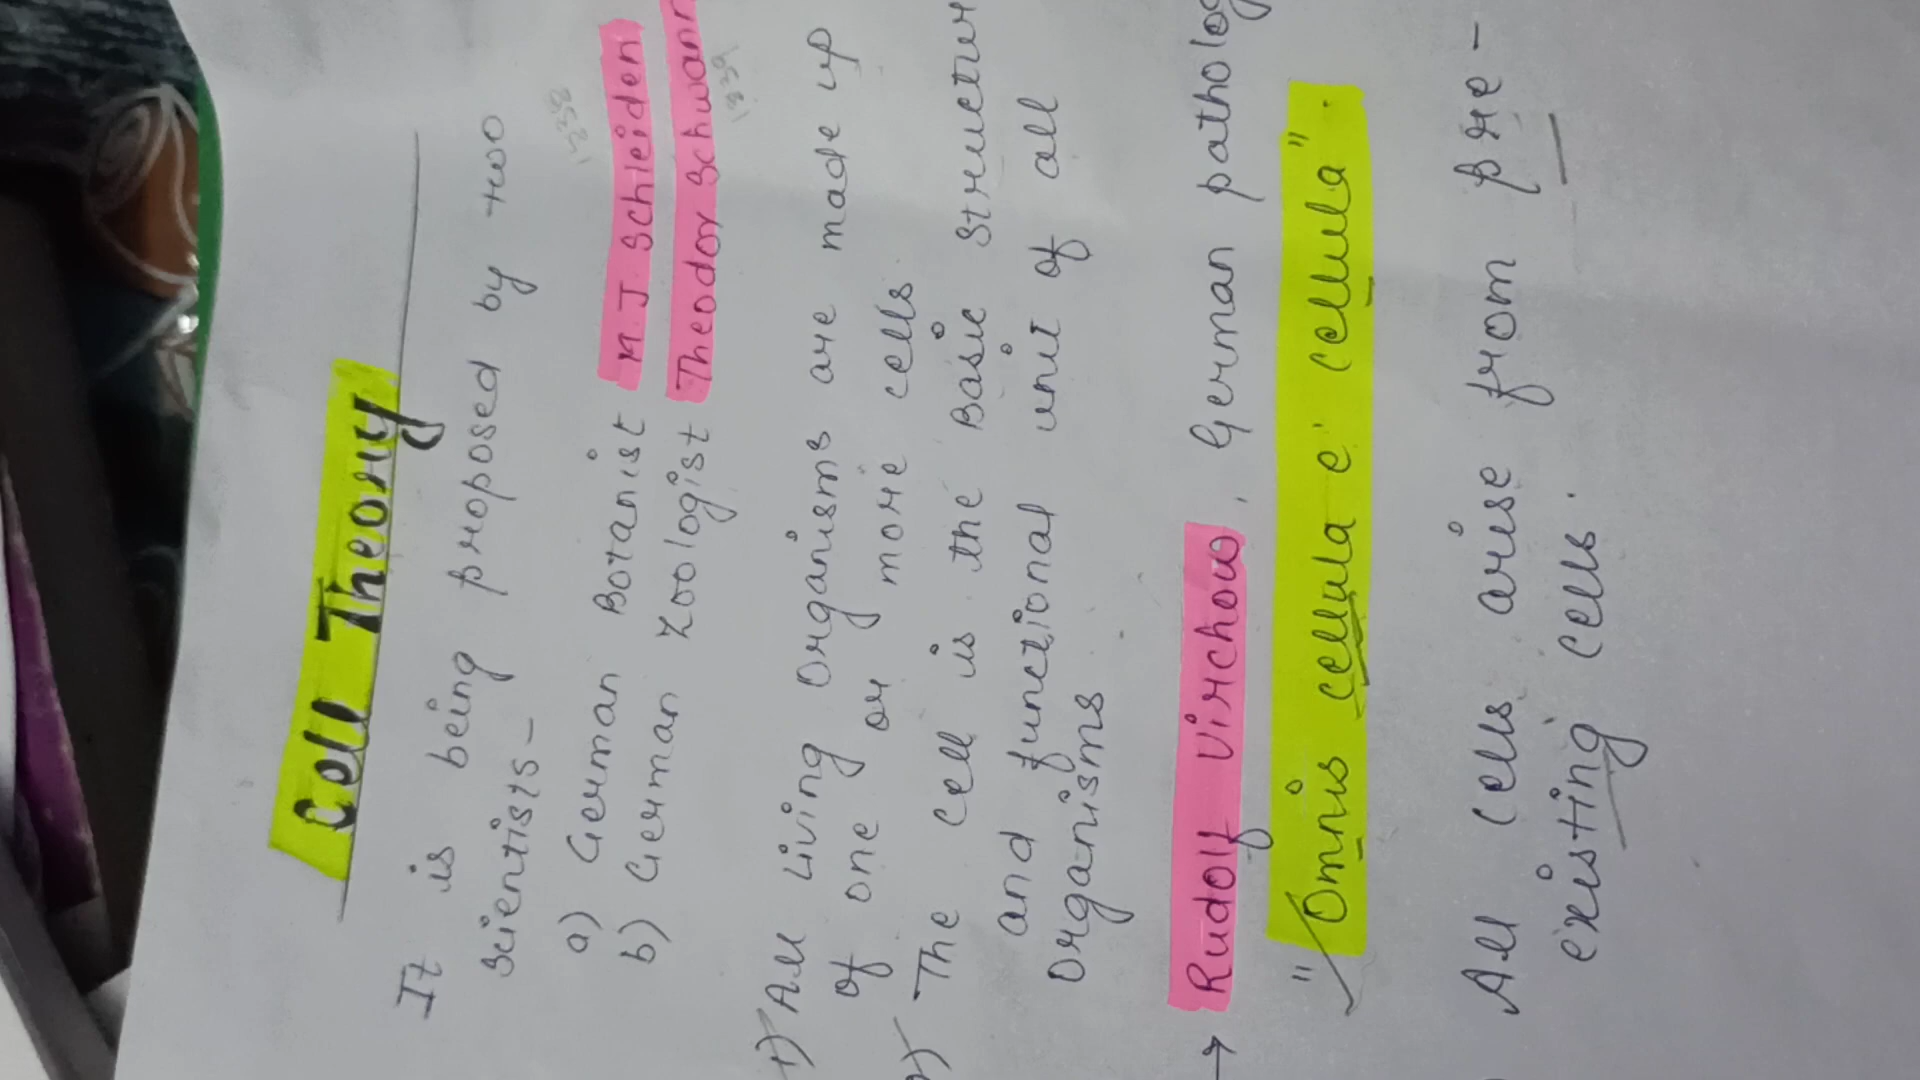 Cell Theory
It is being proposed by two
scientists-
1838
a) German Botanist M. J. Schleiden
b) German Zoologist Theodor Schwann
1839
1) All Living Organisms are made up
of one or more cells
The cell is the Basic structur
and functional unit of all
Organisms
→ Rudolf Virchow, German patholog
"Omnis cellula e' cellula".
All cells arise from pre-
existing cells.